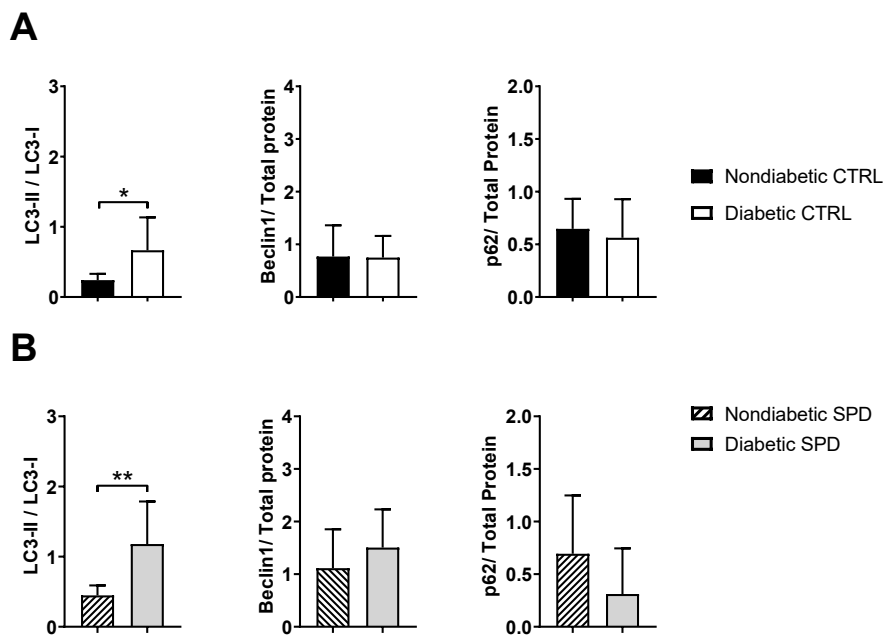 A
LC3-II / LC3-I
3
2
1
0
*
Beclin1/ Total protein
4
3
2
1
0
p62/ Total Protein
2.0
1.5
1.0
0.5
0.0
Nondiabetic CTRL
Diabetic CTRL
B
LC3-II / LC3-I
3
2
1
0
**
Beclin1/ Total protein
4
3
2
1
0
p62/ Total Protein
2.0
1.5
1.0
0.5
0.0
Nondiabetic SPD
Diabetic SPD